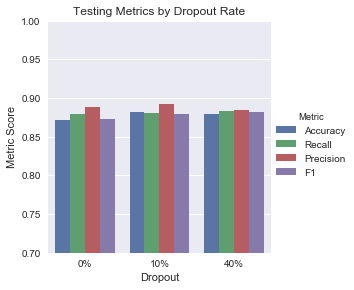 Testing Metrics by Dropout Rate
1.00
0.95
0.90
0.85
0.80
0.75
0.70
Metric Score
0% 10% 40%
Dropout
Metric
Accuracy
Recall
Precision
F1